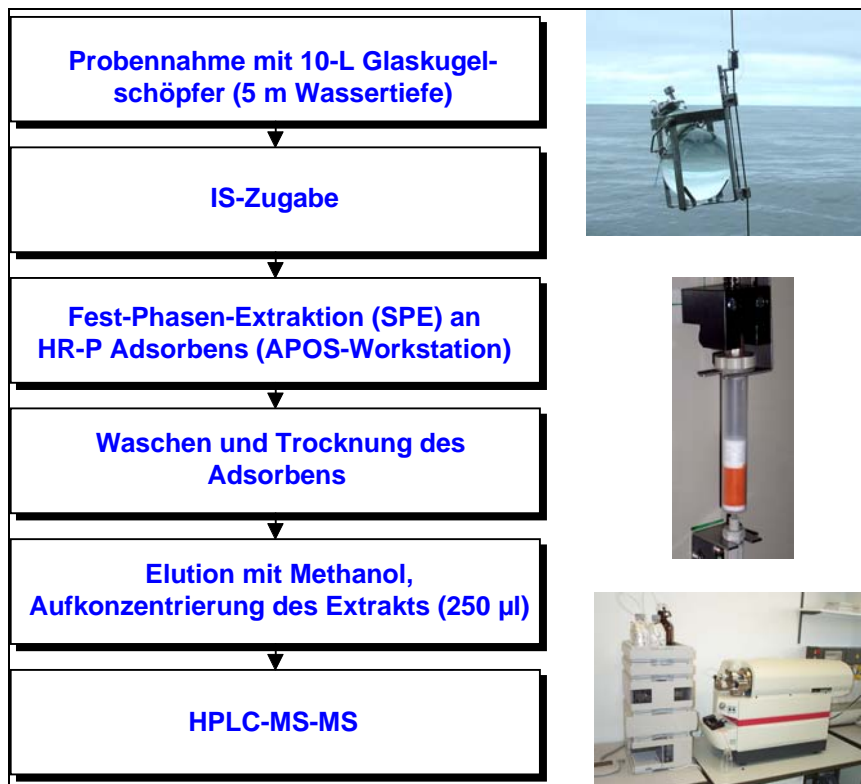 Probennahme mit 10-L Glaskugel-
schöpfer (5 m Wassertiefe)
IS-Zugabe
Fest-Phasen-Extraktion (SPE) an
HR-P Adsorbens (APOS-Workstation)
Waschen und Trocknung des
Adsorbens
Elution mit Methanol,
Aufkonzentrierung des Extrakts (250 µl)
HPLC-MS-MS